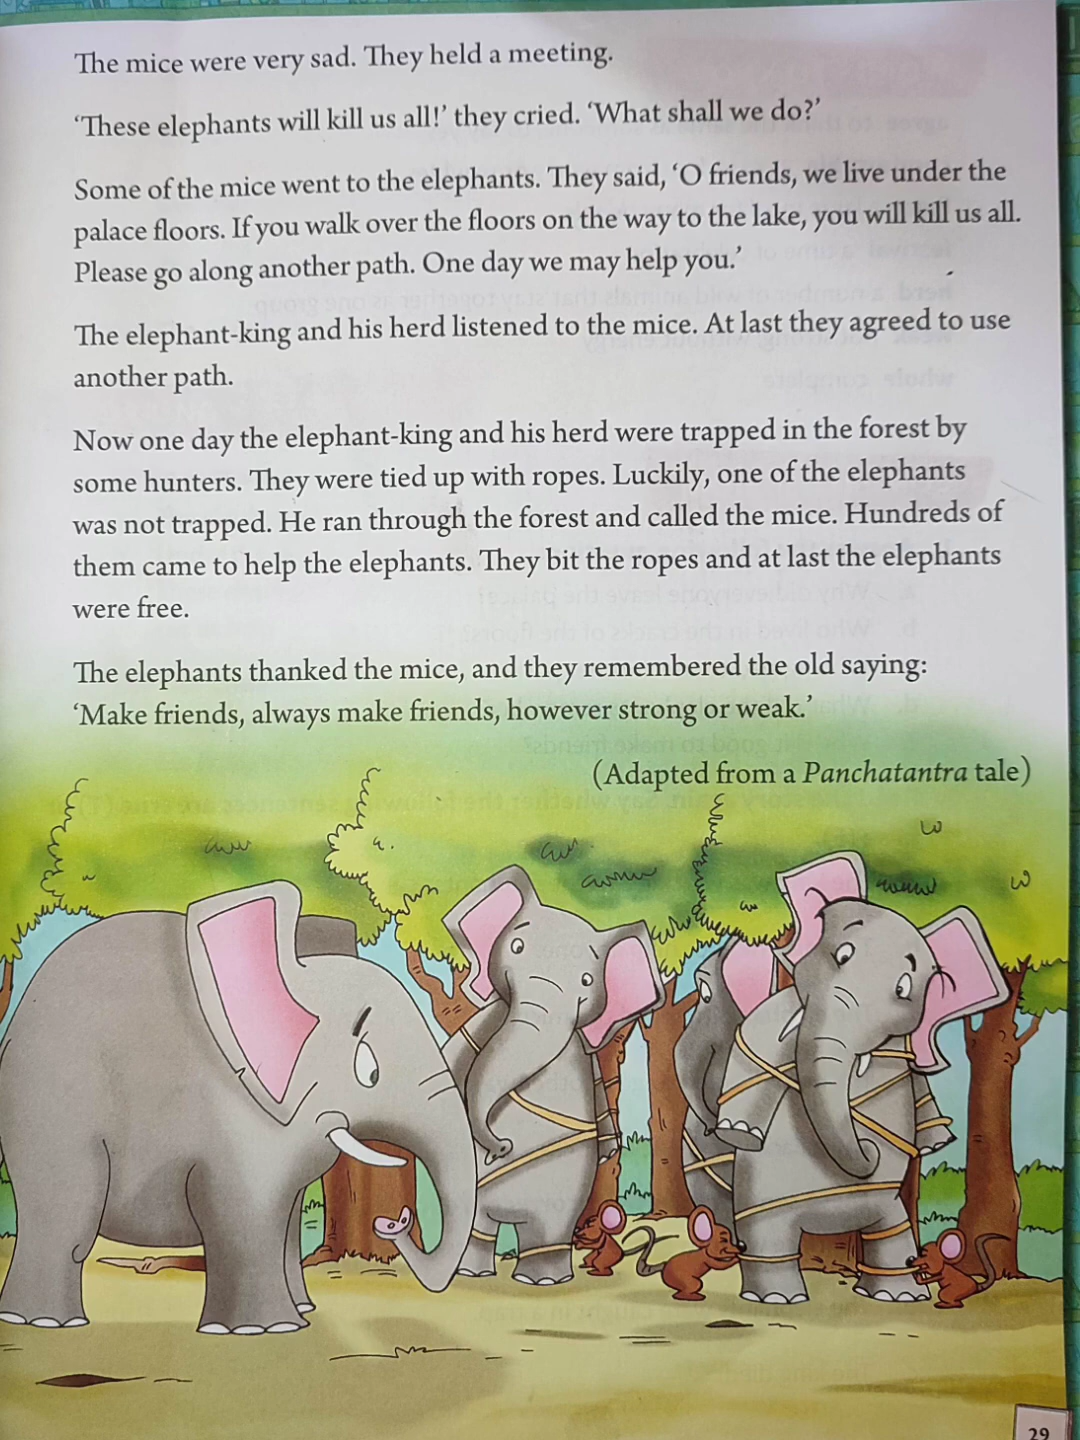 The mice were very sad. They held a meeting.
‘These elephants will kill us all!’ they cried. ‘What shall we do?’
Some of the mice went to the elephants. They said, ‘O friends, we live under the
palace floors. If you walk over the floors on the way to the lake, you will kill us all.
Please go along another path. One day we may help you.’
The elephant-king and his herd listened to the mice. At last they agreed to use
another path.
Now one day the elephant-king and his herd were trapped in the forest by
some hunters. They were tied up with ropes. Luckily, one of the elephants
was not trapped. He ran through the forest and called the mice. Hundreds of
them came to help the elephants. They bit the ropes and at last the elephants
were free.
The elephants thanked the mice, and they remembered the old saying:
‘Make friends, always make friends, however strong or weak.’
(Adapted from a Panchatantra tale)
29